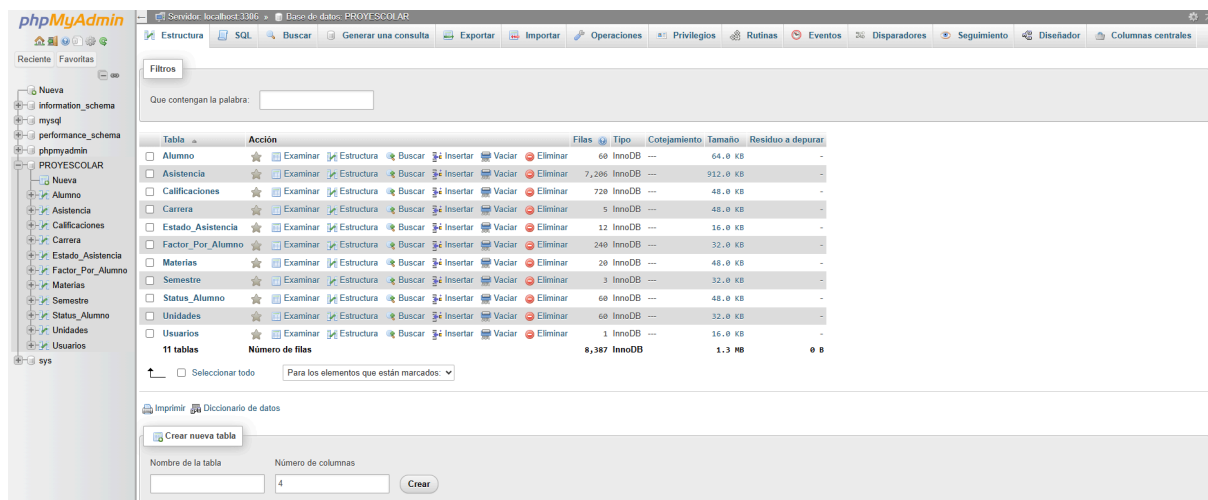 phpMyAdmin
Reciente Favoritas
Nueva
information_schema
mysql
performance_schema
phpmyadmin
PROYESCOLAR
Nueva
Alumno
Asistencia
Calificaciones
Carrera
Estado_Asistencia
Factor_Por_Alumno
Materias
Semestre
Status_Alumno
Unidades
Usuarios
sys
Servidor: localhost:3306 » Base de datos: PROYESCOLAR
Estructura SQL Buscar Generar una consulta Exportar Importar Operaciones Privilegios Rutinas Eventos Disparadores Seguimiento Diseñador Columnas centrales
Filtros
Que contengan la palabra:
Tabla Acción Filas Tipo Cotejamiento Tamaño Residuo a depurar
Alumno Examinar Estructura Buscar Insertar Vaciar Eliminar 60 InnoDB --- 64.0 KB -
Asistencia Examinar Estructura Buscar Insertar Vaciar Eliminar 7,206 InnoDB --- 912.0 KB -
Calificaciones Examinar Estructura Buscar Insertar Vaciar Eliminar 720 InnoDB --- 48.0 KB -
Carrera Examinar Estructura Buscar Insertar Vaciar Eliminar 5 InnoDB --- 48.0 KB -
Estado_Asistencia Examinar Estructura Buscar Insertar Vaciar Eliminar 12 InnoDB --- 16.0 KB -
Factor_Por_Alumno Examinar Estructura Buscar Insertar Vaciar Eliminar 240 InnoDB --- 32.0 KB -
Materias Examinar Estructura Buscar Insertar Vaciar Eliminar 20 InnoDB --- 48.0 KB -
Semestre Examinar Estructura Buscar Insertar Vaciar Eliminar 3 InnoDB --- 32.0 KB -
Status_Alumno Examinar Estructura Buscar Insertar Vaciar Eliminar 60 InnoDB --- 48.0 KB -
Unidades Examinar Estructura Buscar Insertar Vaciar Eliminar 60 InnoDB --- 32.0 KB -
Usuarios Examinar Estructura Buscar Insertar Vaciar Eliminar 1 InnoDB --- 16.0 KB -
11 tablas Número de filas 8,387 InnoDB 1.3 MB 0 B
Seleccionar todo Para los elementos que están marcados:
Imprimir Diccionario de datos
Crear nueva tabla
Nombre de la tabla Número de columnas
4 Crear